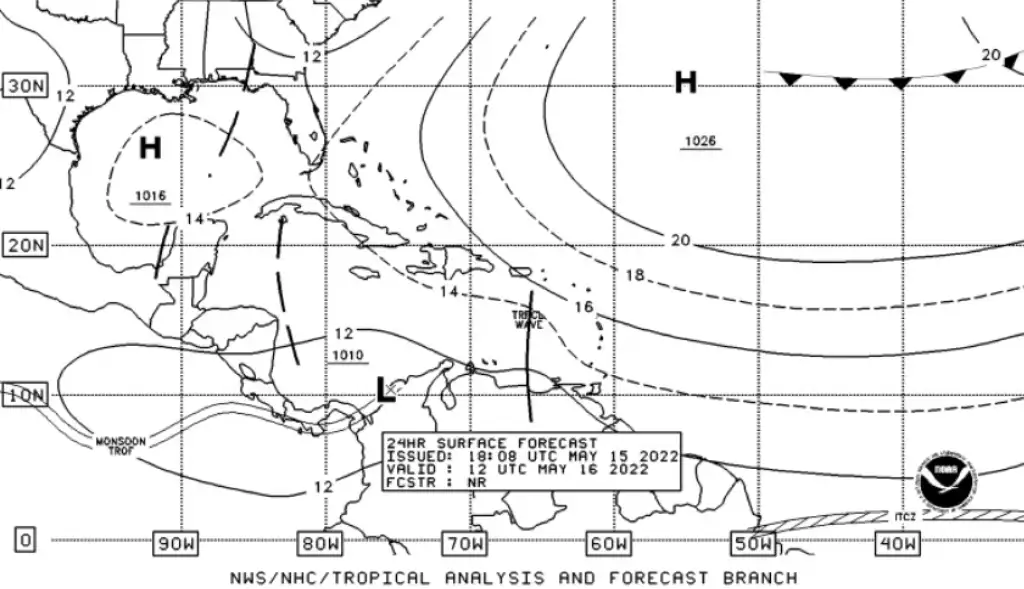 12
20
30N
H
12
H
1026
12
1016
14
20N
20
18
14
16
TRPCL
WAVE
12
1010
10N
L
MONSOON
TROF
24HR SURFACE FORECAST
ISSUED: 18:08 UTC MAY 15 2022
VALID : 12 UTC MAY 16 2022
FCSTR : NR
12
NOAA
ITCZ
0
90W
80W
70W
60W
50W
40W
NWS/NHC/TROPICAL ANALYSIS AND FORECAST BRANCH